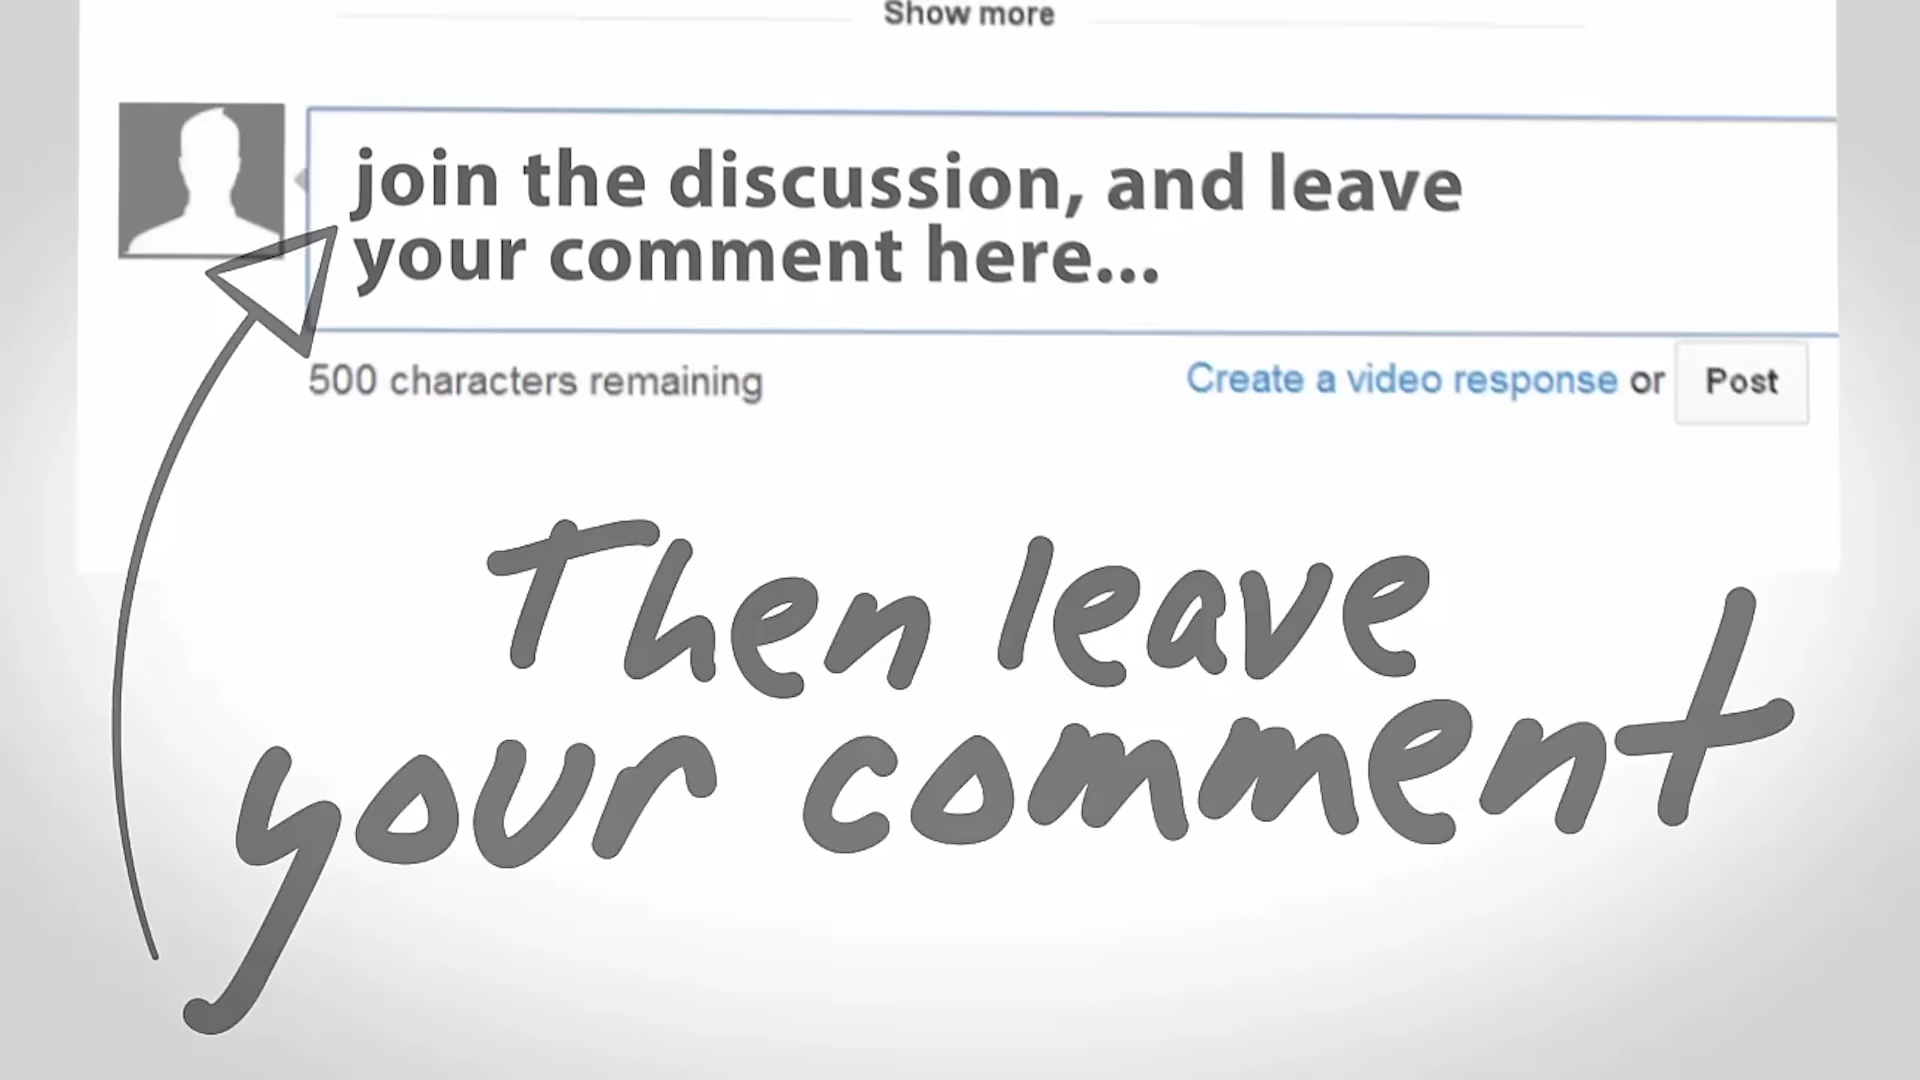 Show more
join the discussion, and leave
your comment here...
500 characters remaining
Create a video response or Post
Then leave
your comment